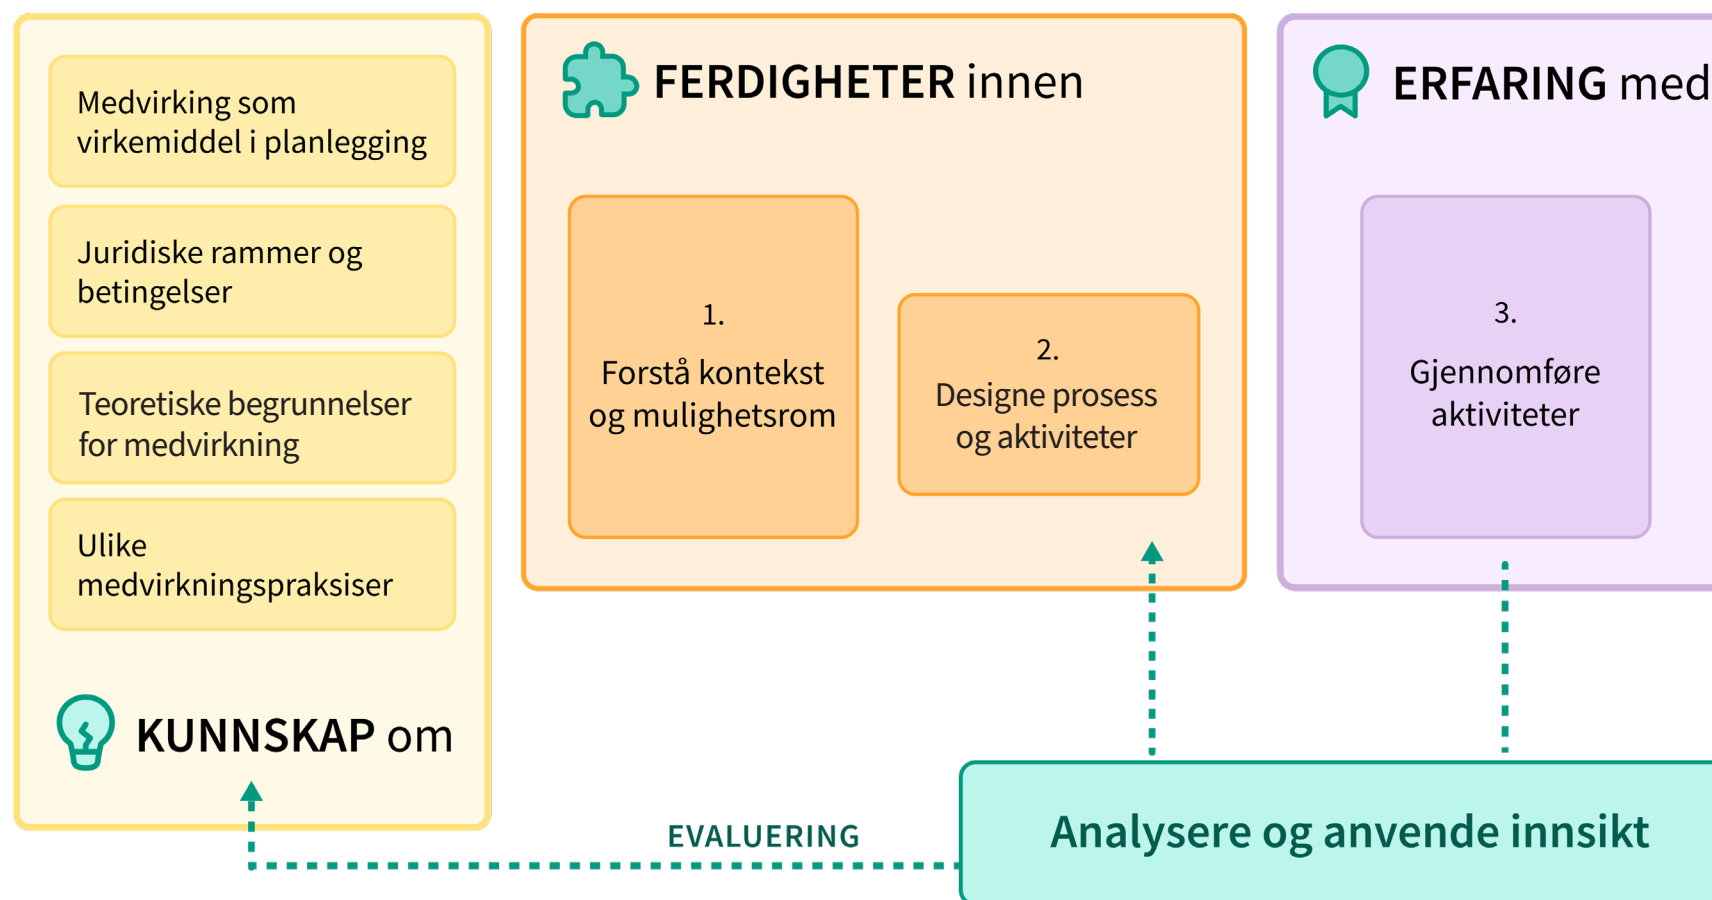 Medvirking som
virkemiddel i planlegging
Juridiske rammer og
betingelser
Teoretiske begrunnelser
for medvirkning
Ulike
medvirkningspraksiser
KUNNSKAP om
FERDIGHETER innen
1.
Forstå kontekst
og mulighetsrom
2.
Designe prosess
og aktiviteter
ERFARING med
3.
Gjennomføre
aktiviteter
EVALUERING
Analysere og anvende innsikt